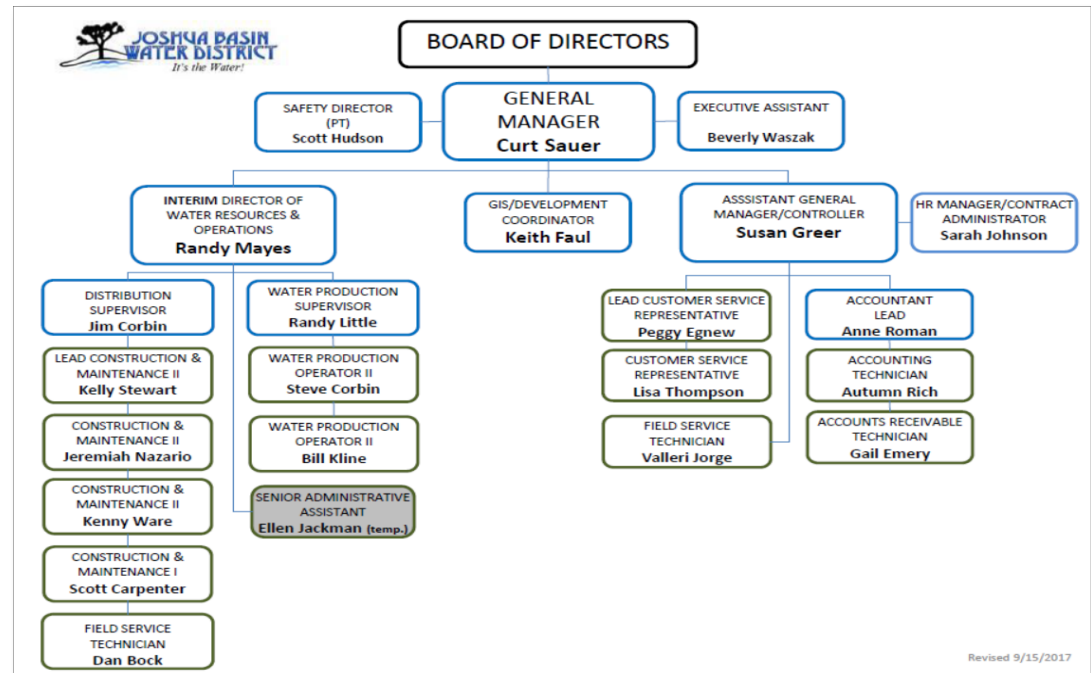 JOSHUA BASIN
WATER DISTRICT
It's the Water!
BOARD OF DIRECTORS
SAFETY DIRECTOR
(PT)
Scott Hudson
GENERAL
MANAGER
Curt Sauer
EXECUTIVE ASSISTANT
Beverly Waszak
INTERIM DIRECTOR OF
WATER RESOURCES &
OPERATIONS
Randy Mayes
GIS/DEVELOPMENT
COORDINATOR
Keith Faul
ASSSISTANT GENERAL
MANAGER/CONTROLLER
Susan Greer
HR MANAGER/CONTRACT
ADMINISTRATOR
Sarah Johnson
DISTRIBUTION
SUPERVISOR
Jim Corbin
WATER PRODUCTION
SUPERVISOR
Randy Little
LEAD CUSTOMER SERVICE
REPRESENTATIVE
Peggy Egnew
ACCOUNTANT
LEAD
Anne Roman
LEAD CONSTRUCTION &
MAINTENANCE II
Kelly Stewart
WATER PRODUCTION
OPERATOR II
Steve Corbin
CUSTOMER SERVICE
REPRESENTATIVE
Lisa Thompson
ACCOUNTING
TECHNICIAN
Autumn Rich
CONSTRUCTION &
MAINTENANCE II
Jeremiah Nazario
WATER PRODUCTION
OPERATOR II
Bill Kline
FIELD SERVICE
TECHNICIAN
Valleri Jorge
ACCOUNTS RECEIVABLE
TECHNICIAN
Gail Emery
CONSTRUCTION &
MAINTENANCE II
Kenny Ware
SENIOR ADMINISTRATIVE
ASSISTANT
Ellen Jackman (temp.)
CONSTRUCTION &
MAINTENANCE I
Scott Carpenter
FIELD SERVICE
TECHNICIAN
Dan Bock
Revised 9/15/2017